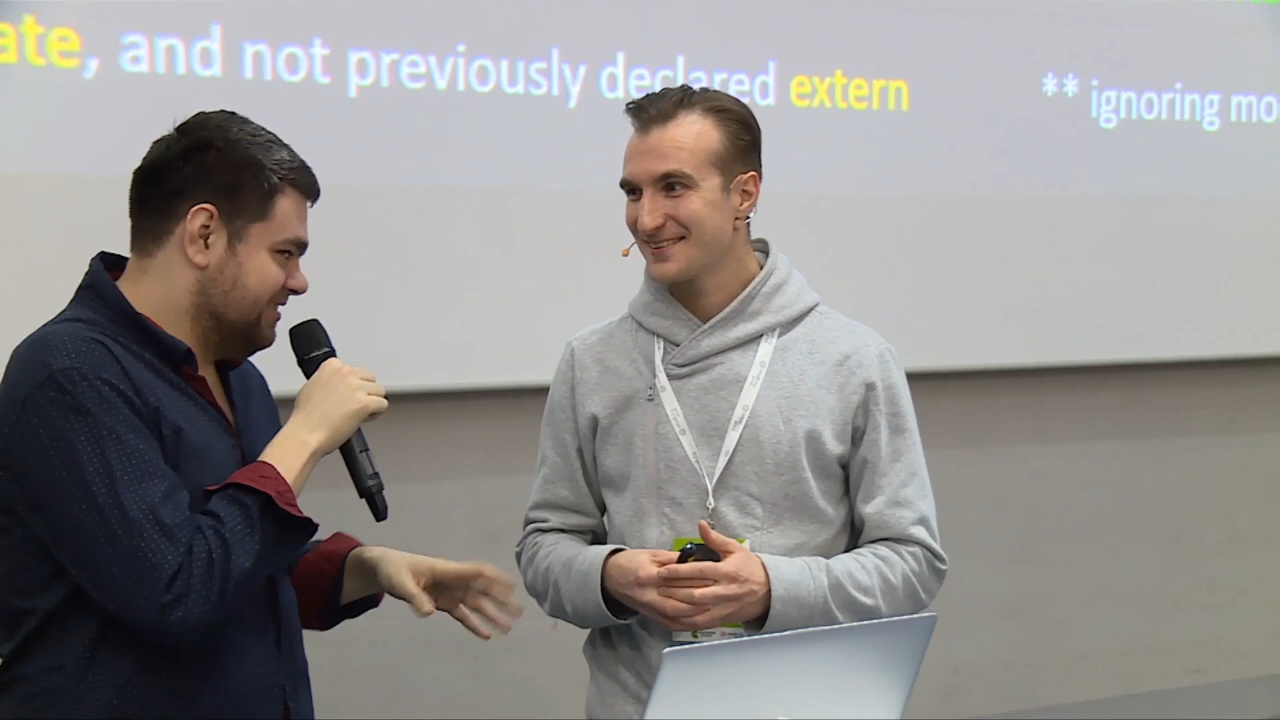 ate, and not previously declared extern
** ignoring mo